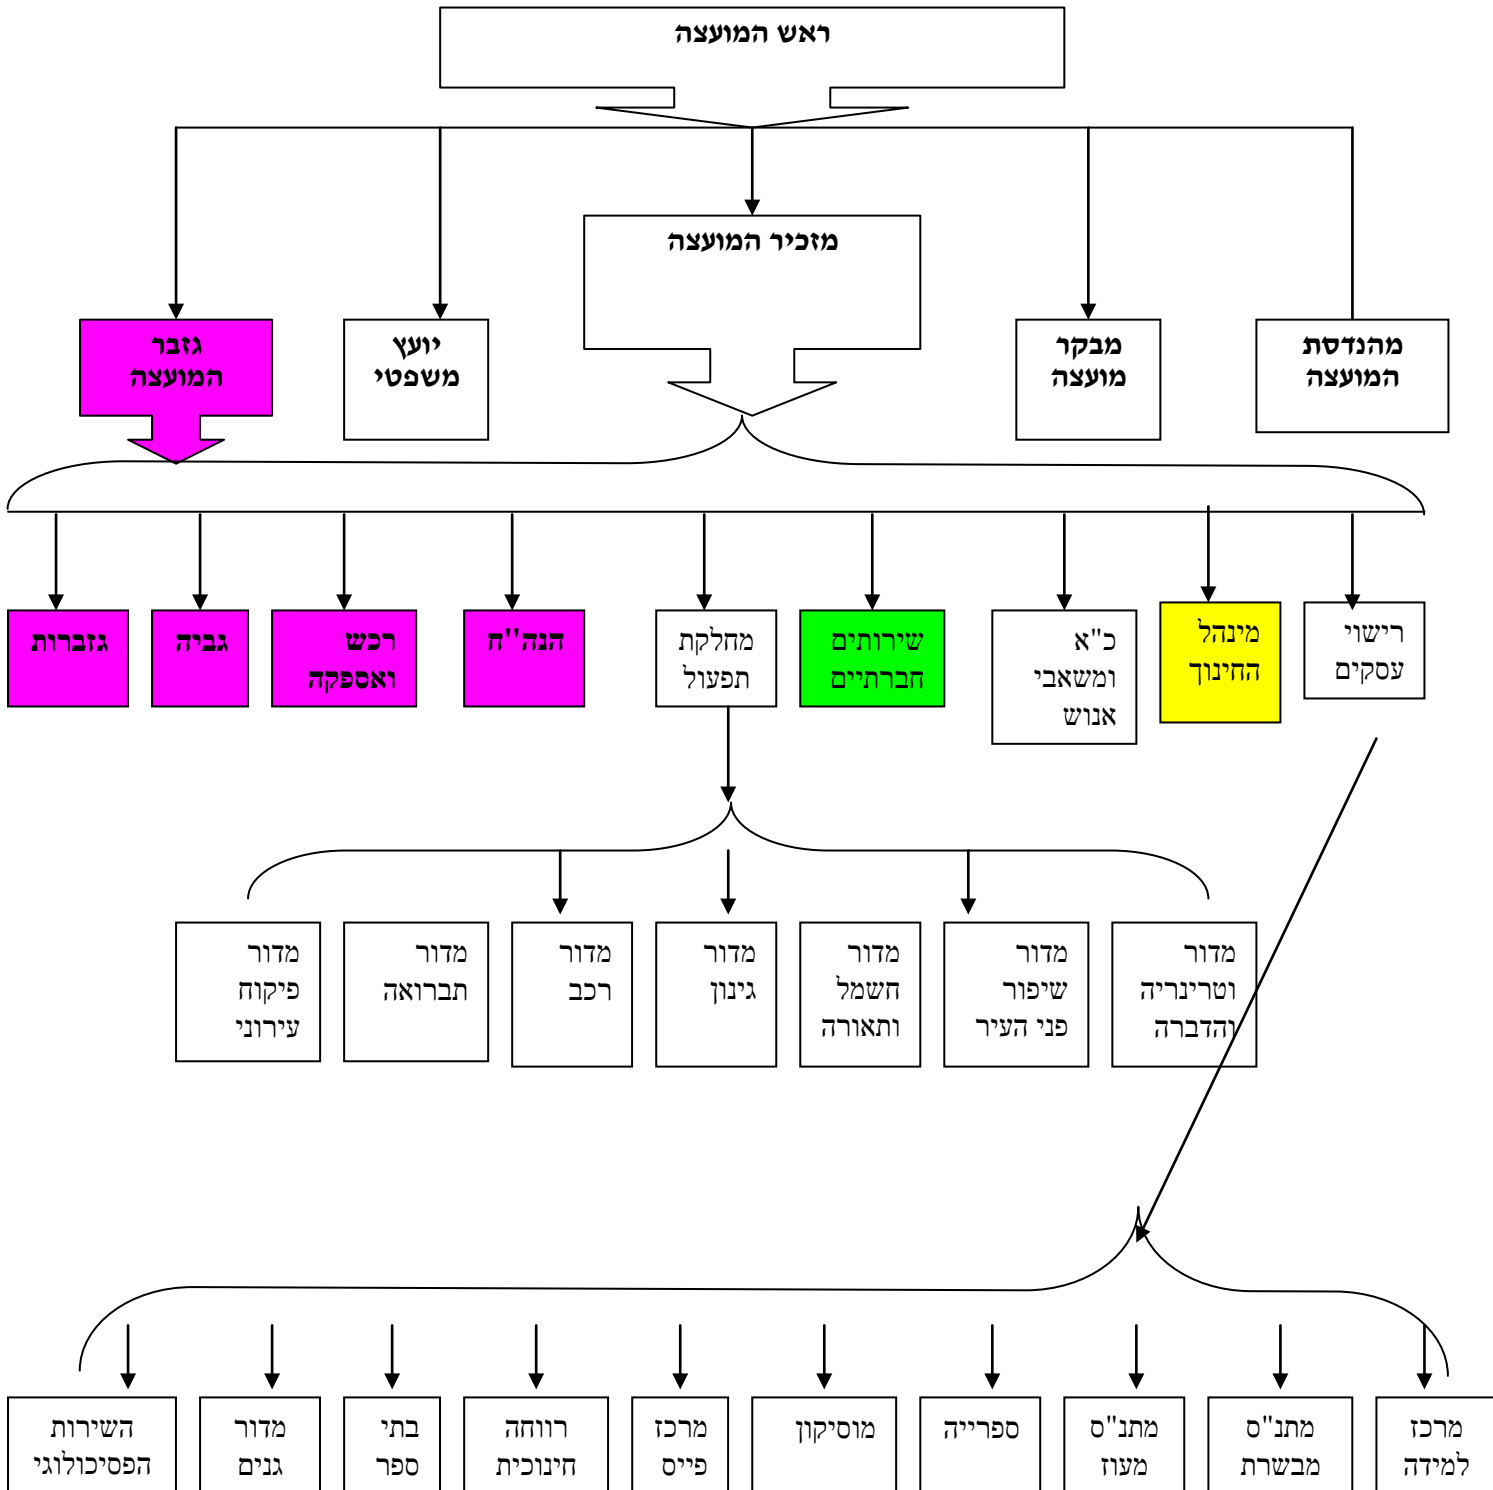 ראש המועצה
מזכיר המועצה
מהנדסת
המועצה
מבקר
מועצה
יועץ
משפטי
גזבר
המועצה
רישוי
עסקים
מינהל
החינוך
כ"א
ומשאבי
אנוש
שירותים
חברתיים
מחלקת
תפעול
הנה''ח
רכש
ואספקה
גביה
גזברות
מדור
וטרינריה
והדברה
מדור
שיפור
פני העיר
מדור
חשמל
ותאורה
מדור
גינון
מדור
רכב
מדור
תברואה
מדור
פיקוח
עירוני
מרכז
למידה
מתנ"ס
מבשרת
מתנ"ס
מעוז
ספרייה
מוסיקון
מרכז
פייס
רווחה
חינוכית
בתי
ספר
מדור
גנים
השירות
הפסיכולוגי